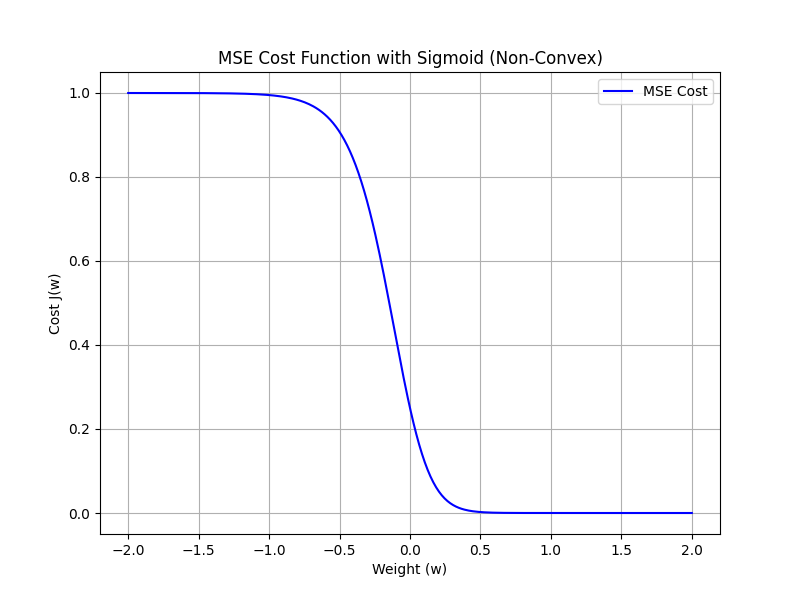 MSE Cost Function with Sigmoid (Non-Convex)
MSE Cost
1.0
0.8
0.6
0.4
0.2
0.0
Cost J(w)
−2.0 −1.5 −1.0 −0.5 0.0 0.5 1.0 1.5 2.0
Weight (w)